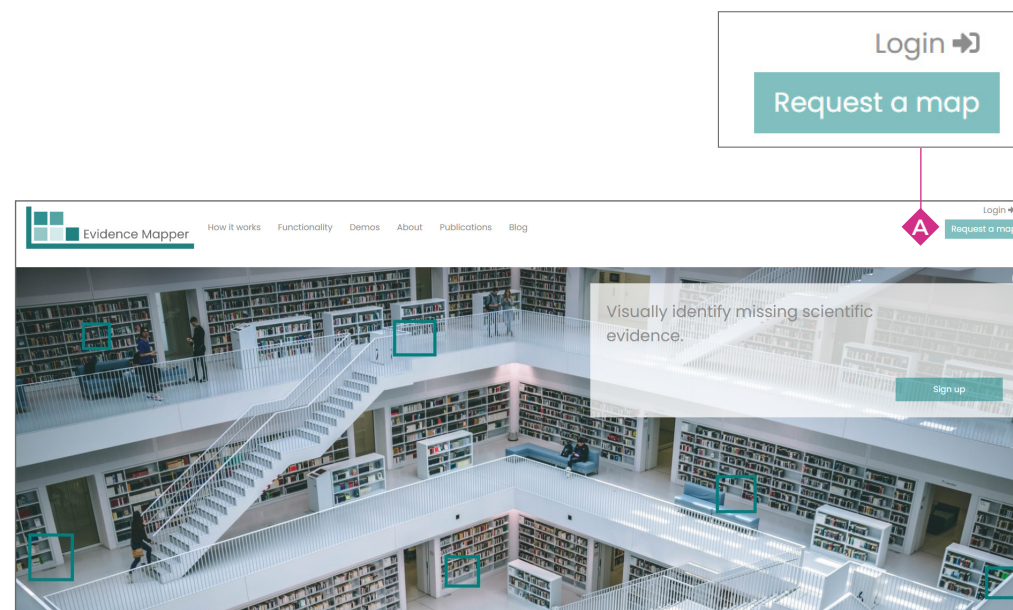 Login
Request a map
Evidence Mapper
How it works Functionality Demos About Publications Blog
A
Login
Request a map
Visually identify missing scientific
evidence.
Sign up